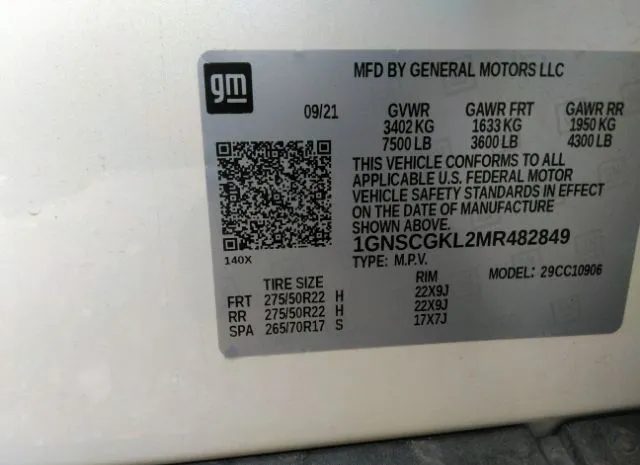 gm
MFD BY GENERAL MOTORS LLC
09/21 GVWR GAWR FRT GAWR RR
3402 KG 1633 KG 1950 KG
7500 LB 3600 LB 4300 LB
THIS VEHICLE CONFORMS TO ALL
APPLICABLE U.S. FEDERAL MOTOR
VEHICLE SAFETY STANDARDS IN EFFECT
ON THE DATE OF MANUFACTURE
SHOWN ABOVE.
1GNSCGKL2MR482849
140X
TYPE: M.P.V. MODEL: 29CC10906
TIRE SIZE RIM
FRT 275/50R22 H 22X9J
RR 275/50R22 H 22X9J
SPA 265/70R17 S 17X7J